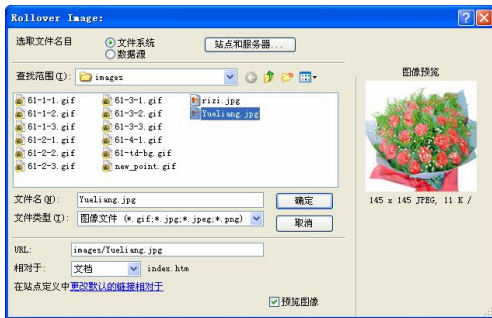 Rollover Image:
选取文件名自
文件系统
数据源
站点和服务器...
查找范围(I):
images
图像预览
61-1-1.gif
61-1-2.gif
61-1-3.gif
61-2-1.gif
61-2-2.gif
61-2-3.gif
61-3-1.gif
61-3-2.gif
61-3-3.gif
61-4-1.gif
61-td-bg.gif
new_point.gif
rizi.jpg
Yueliang.jpg
文件名(N):
Yueliang.jpg
确定
145 x 145 JPEG, 11 K /
文件类型(T):
图像文件 (*.gif;*.jpg;*.jpeg;*.png)
取消
URL:
images/Yueliang.jpg
相对于:
文档
index.htm
在站点定义中更改默认的链接相对于
预览图像